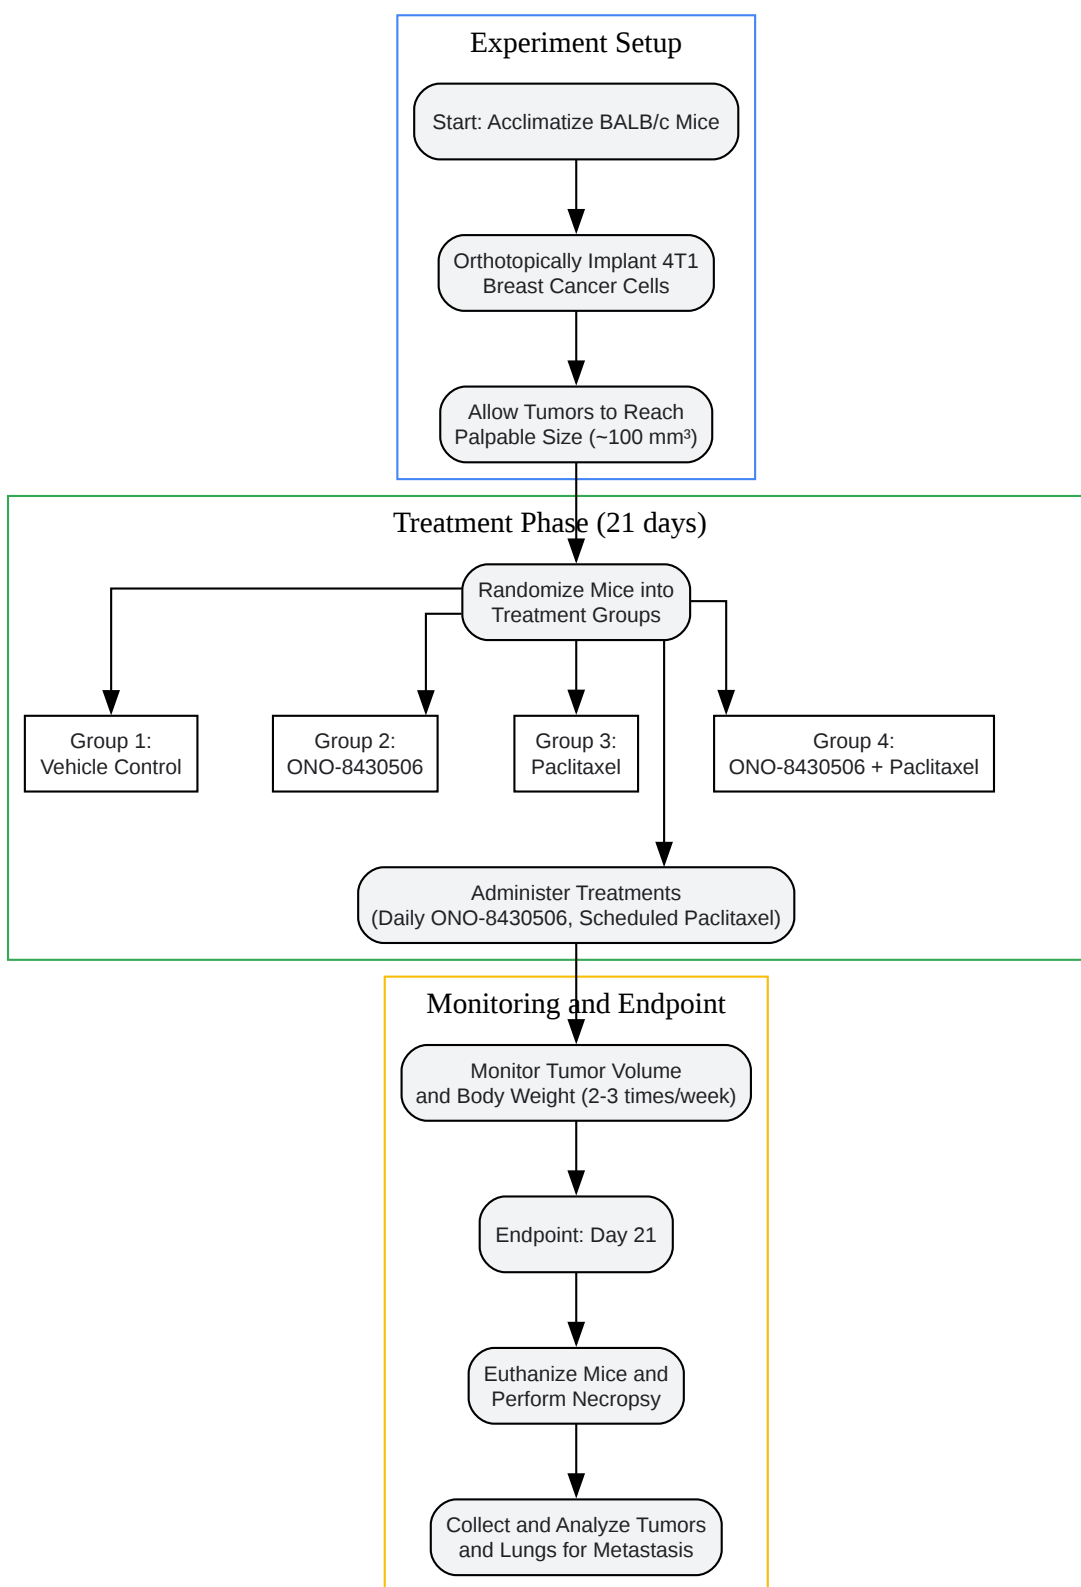 Experiment Setup
Start: Acclimatize BALB/c Mice
Orthotopically Implant 4T1
Breast Cancer Cells
Allow Tumors to Reach
Palpable Size (~100 mm³)
Treatment Phase (21 days)
Randomize Mice into
Treatment Groups
Group 1:
Vehicle Control
Group 2:
ONO-8430506
Group 3:
Paclitaxel
Group 4:
ONO-8430506 + Paclitaxel
Administer Treatments
(Daily ONO-8430506, Scheduled Paclitaxel)
Monitoring and Endpoint
Monitor Tumor Volume
and Body Weight (2-3 times/week)
Endpoint: Day 21
Euthanize Mice and
Perform Necropsy
Collect and Analyze Tumors
and Lungs for Metastasis